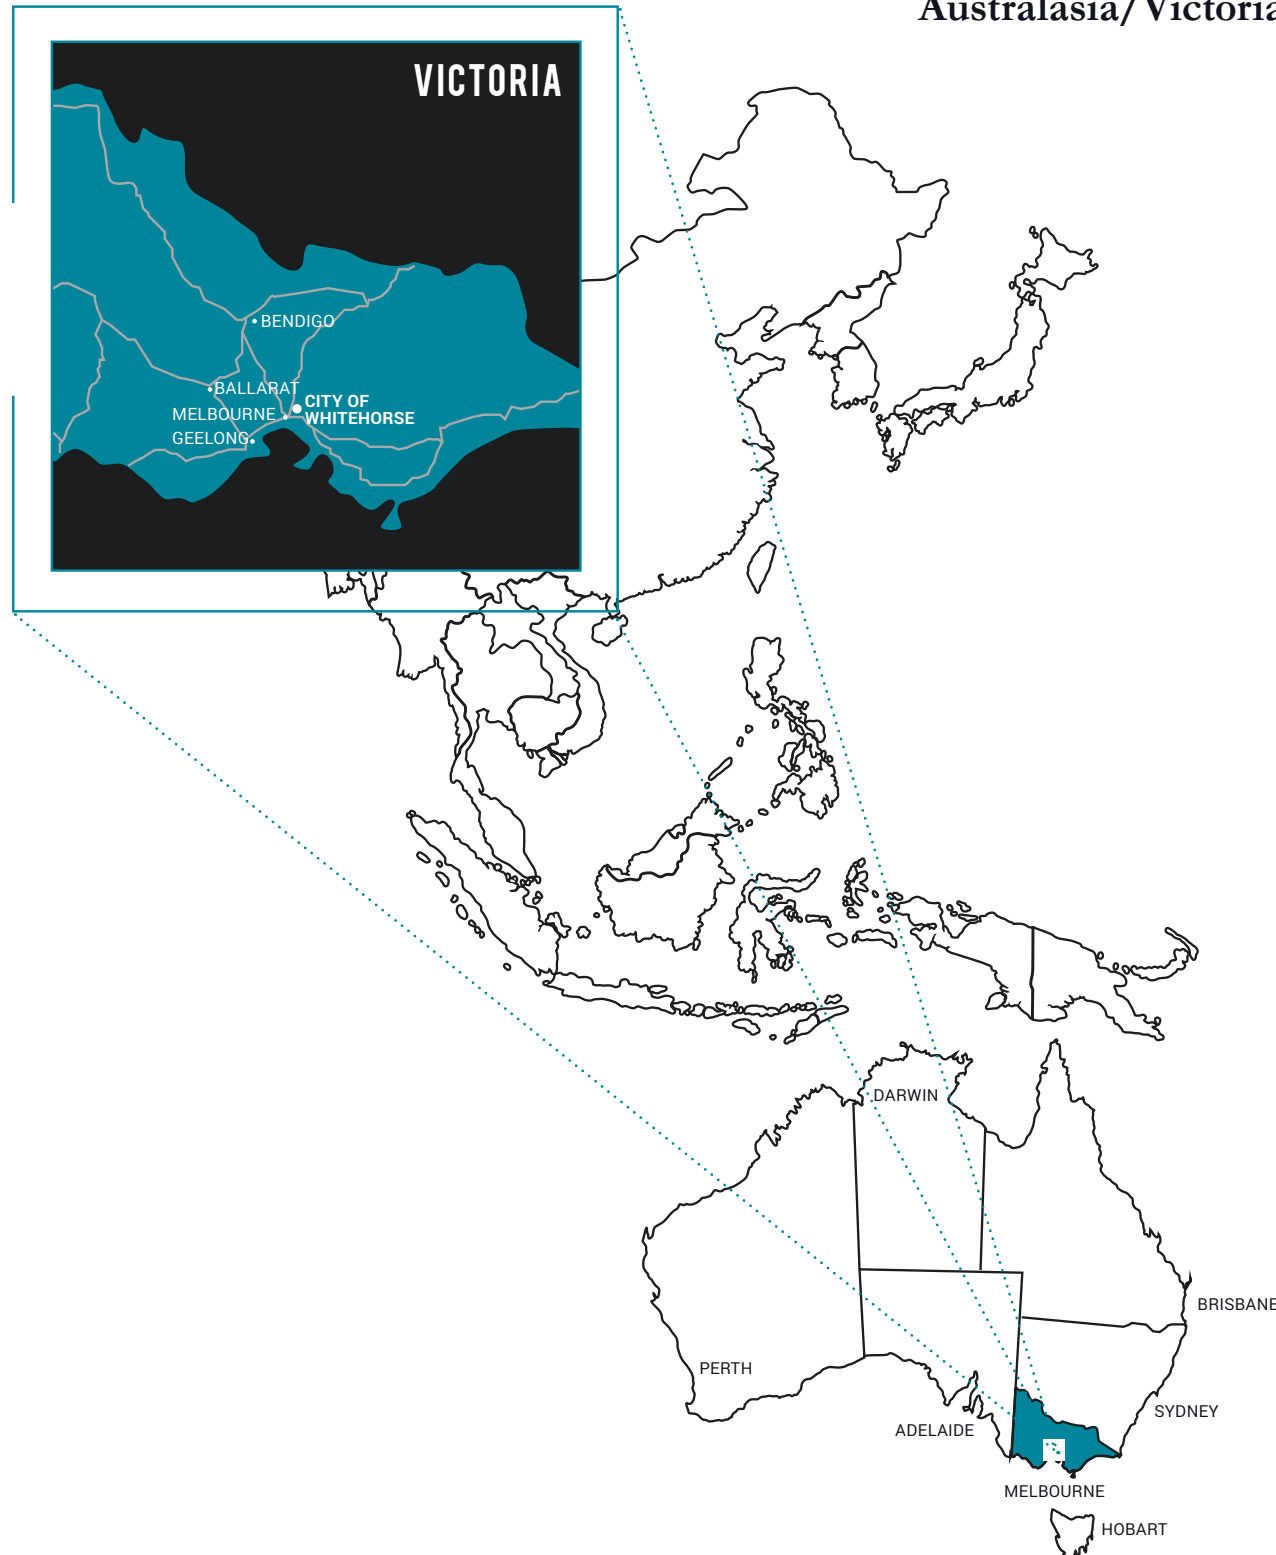 Australasia/Victoria
VICTORIA
BENDIGO
BALLARAT
CITY OF
WHITEHORSE
MELBOURNE
GEELONG
DARWIN
BRISBANE
PERTH
SYDNEY
ADELAIDE
MELBOURNE
HOBART